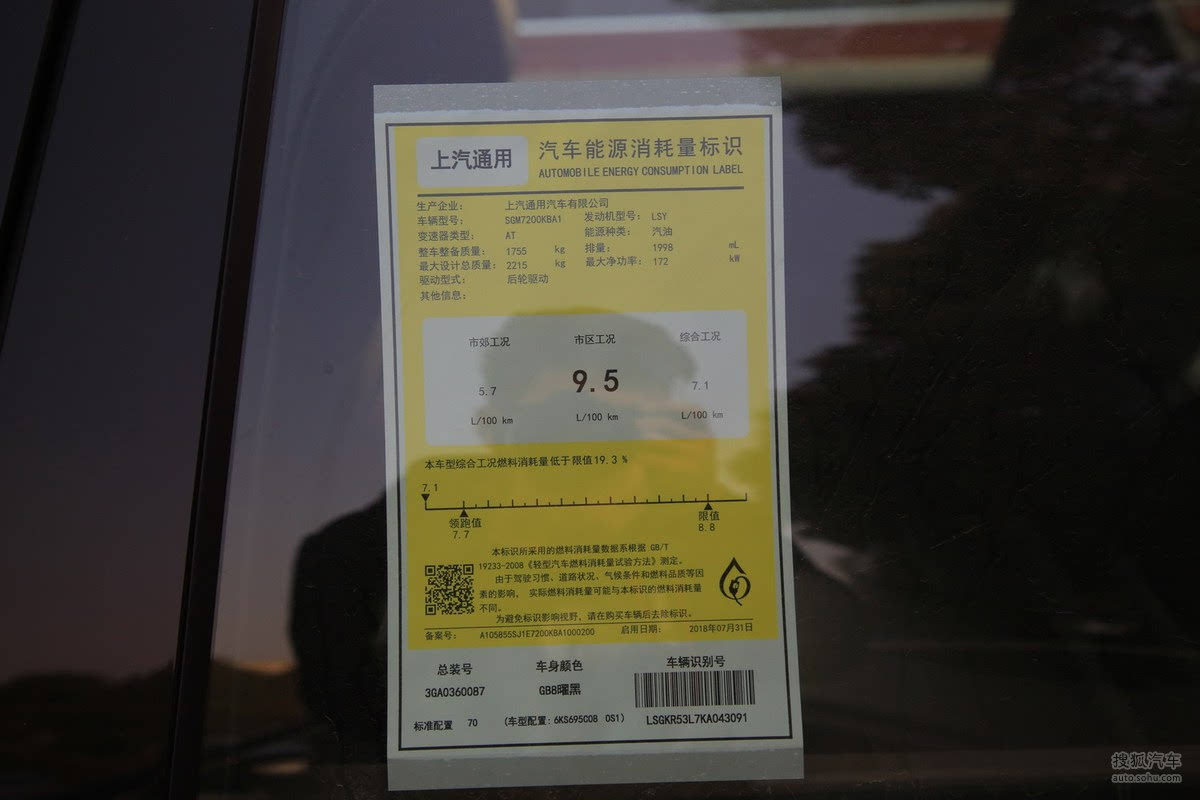 上汽通用 汽车能源消耗量标识
AUTOMOBILE ENERGY CONSUMPTION LABEL
生产企业: 上汽通用汽车有限公司
车辆型号: SGM7200KBA1 发动机型号: LSY
变速器类型: AT 能源种类: 汽油
整车整备质量: 1755 kg 排量: 1998 mL
最大设计总质量: 2215 kg 最大净功率: 172 kW
驱动型式: 后轮驱动
其他信息:
市郊工况 市区工况 综合工况
5.7 9.5 7.1
L/100 km L/100 km L/100 km
本车型综合工况燃料消耗量低于限值19.3 %
7.1
领跑值 限值
7.7 8.8
本标识所采用的燃料消耗量数据系根据 GB/T
19233-2008《轻型汽车燃料消耗量试验方法》测定。
由于驾驶习惯、道路状况、气候条件和燃料品质等因
素的影响, 实际燃料消耗量可能与本标识的燃料消耗量
不同。
为避免标识影响视野, 请在购买车辆后去除标识。
备案号: A105855SJ1E7200KBA1000200 启用日期: 2018年07月31日
总装号 车身颜色 车辆识别号
3GA0360087 GB8曜黑
标准配置 70 (车型配置: 6KS695C08 0S1) LSGKR53L7KA043091
搜狐汽车
auto.sohu.com